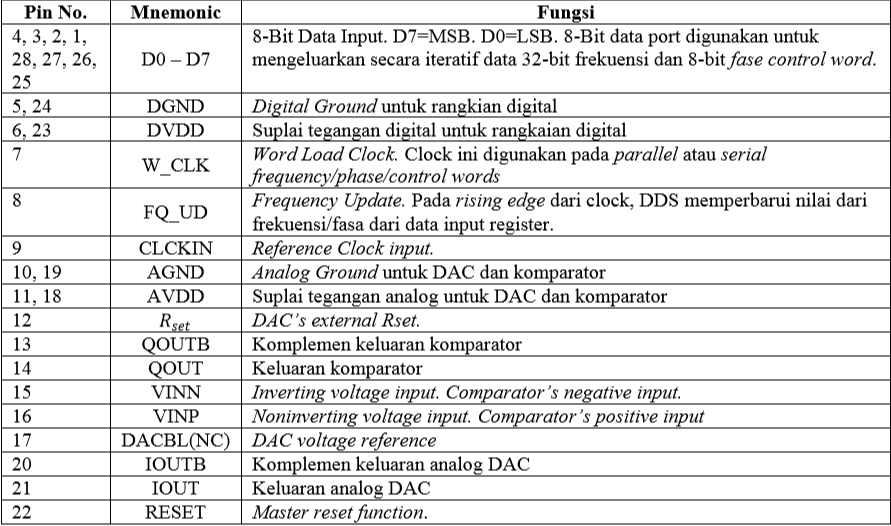 Pin No. Mnemonic Fungsi
4, 3, 2, 1, 28, 27, 26, 25 D0 – D7 8-Bit Data Input. D7=MSB. D0=LSB. 8-Bit data port digunakan untuk
mengeluarkan secara iteratif data 32-bit frekuensi dan 8-bit fase control word.
5, 24 DGND Digital Ground untuk rangkian digital
6, 23 DVDD Suplai tegangan digital untuk rangkaian digital
7 W_CLK Word Load Clock. Clock ini digunakan pada parallel atau serial
frequency/phase/control words
8 FQ_UD Frequency Update. Pada rising edge dari clock, DDS memperbarui nilai dari
frekuensi/fasa dari data input register.
9 CLCKIN Reference Clock input.
10, 19 AGND Analog Ground untuk DAC dan komparator
11, 18 AVDD Suplai tegangan analog untuk DAC dan komparator
12 Rset DAC's external Rset.
13 QOUTB Komplemen keluaran komparator
14 QOUT Keluaran komparator
15 VINN Inverting voltage input. Comparator's negative input.
16 VINP Noninverting voltage input. Comparator's positive input
17 DACBL(NC) DAC voltage reference
20 IOUTB Komplemen keluaran analog DAC
21 IOUT Keluaran analog DAC
22 RESET Master reset function.